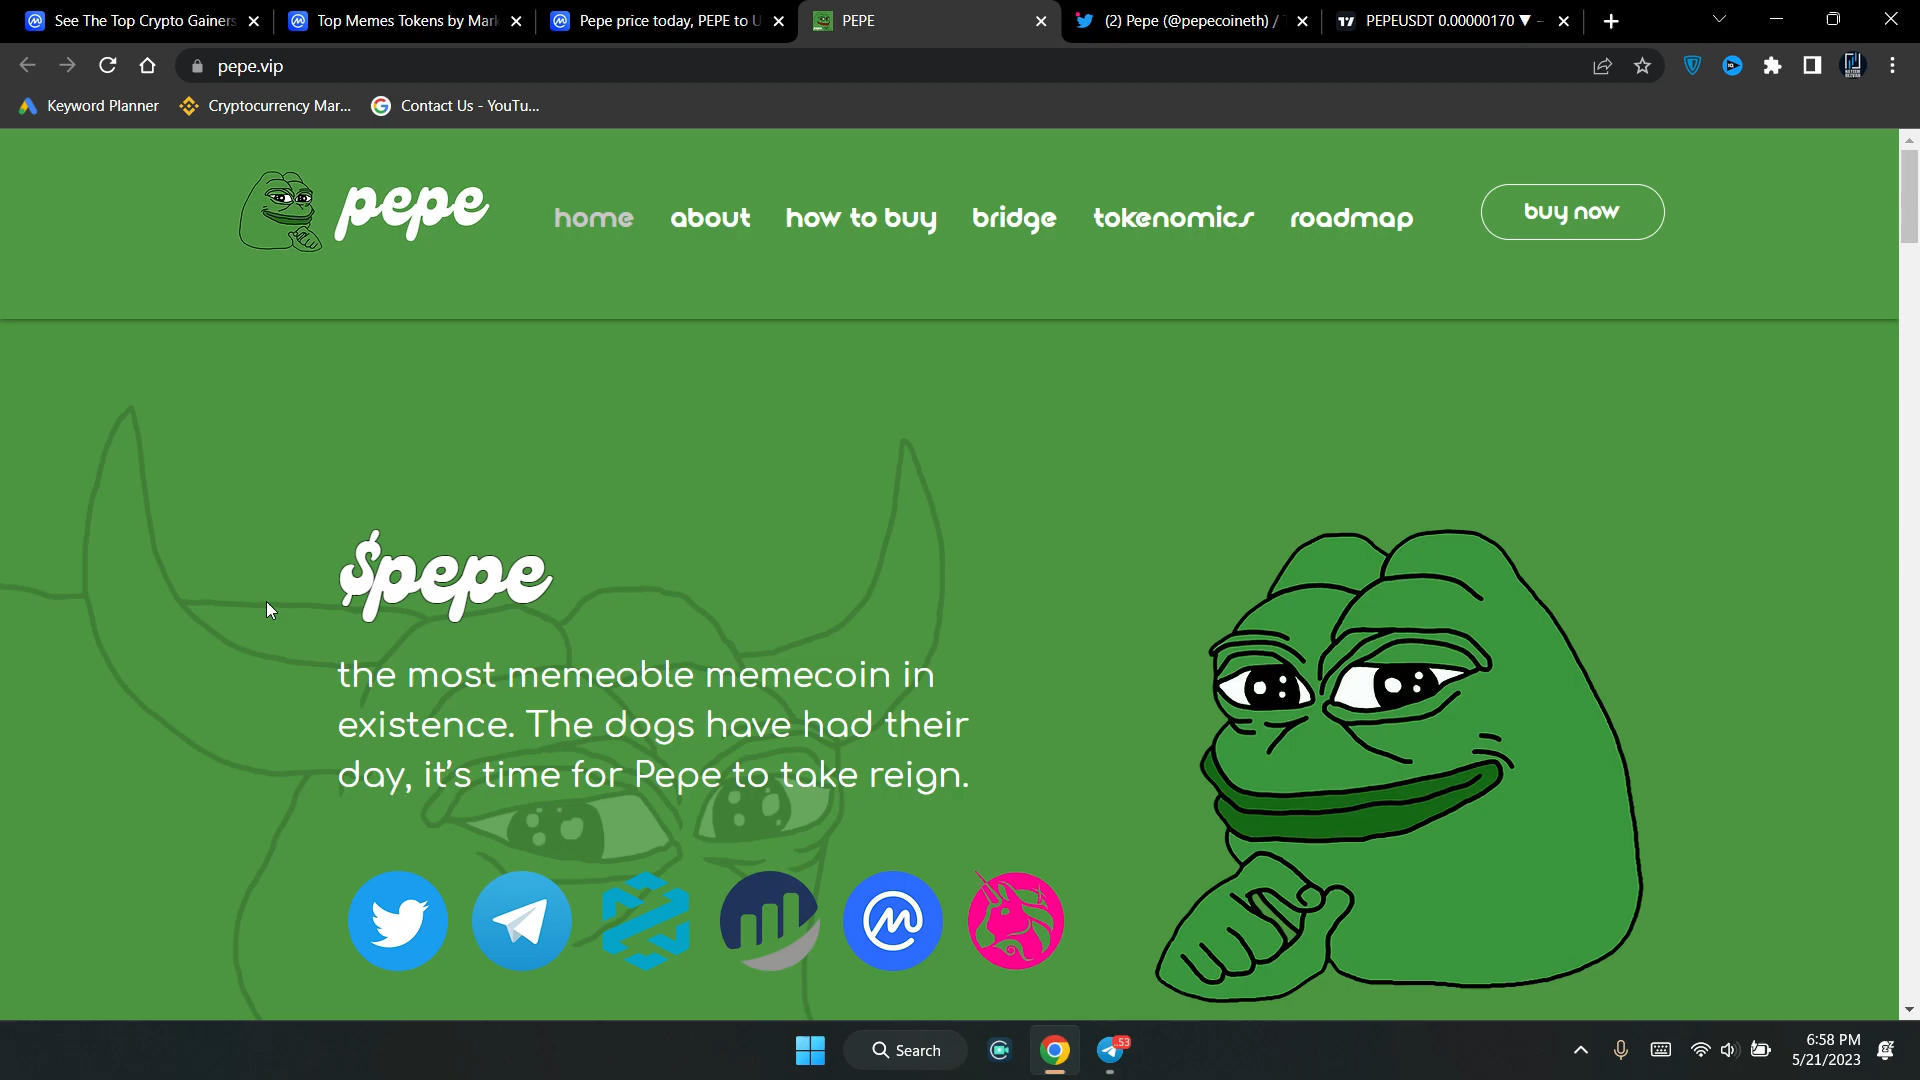 See The Top Crypto Gainers
Top Memes Tokens by Mark
Pepe price today, PEPE to U
PEPE
(2) Pepe (@pepecoineth) /
PEPEUSDT 0.00000170 ▼ -
pepe.vip
Keyword Planner
Cryptocurrency Mar...
Contact Us - YouTu...
pepe
home
about
how to buy
bridge
tokenomics
roadmap
buy now
$pepe
the most memeable memecoin in
existence. The dogs have had their
day, it's time for Pepe to take reign.
Search
53
6:58 PM
5/21/2023